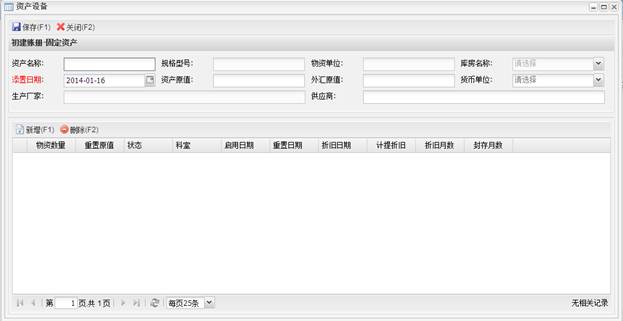 资产设备
保存(F1) 关闭(F2)
初建账册-固定资产
资产名称: 规格型号: 物资单位: 库房名称: 请选择
添置日期: 2014-01-16 资产原值: 外汇原值: 货币单位: 请选择
生产厂家: 供应商:
新增(F1) 删除(F2)
物资数量 重置原值 状态 科室 启用日期 重置日期 折旧日期 计提折旧 折旧月数 封存月数
第 1 页,共 1页 每页25条 无相关记录